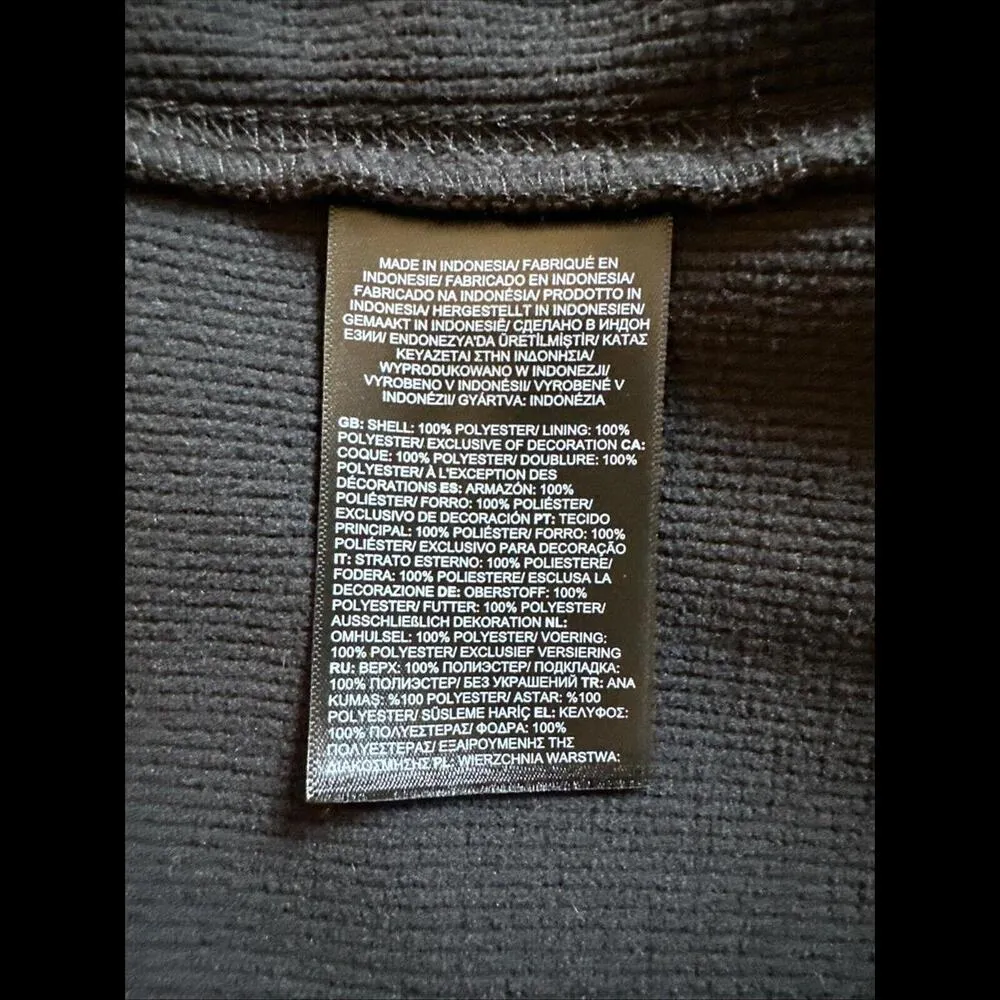 MADE IN INDONESIA/ FABRIQUÉ EN
INDONESIE/ FABRICADO EN INDONESIA/
FABRICADO NA INDONÉSIA/ PRODOTTO IN
INDONESIA/ HERGESTELLT IN INDONESIEN/
GEMAAKT IN INDONESIË/ СДЕЛАНО В ИНДОН
ЕЗИИ/ ENDONEZYA'DA ÜRETİLMİŞTİR/ ΚΑΤΑΣ
ΚΕΥΑΖΕΤΑΙ ΣΤΗΝ ΙΝΔΟΝΗΣΙΑ/
WYPRODUKOWANO W INDONEZJI/
VYROBENO V INDONÉSII/ VYROBENÉ V
INDONÉZII/ GYÁRTVA: INDONÉZIA
GB: SHELL: 100% POLYESTER/ LINING: 100%
POLYESTER/ EXCLUSIVE OF DECORATION CA:
COQUE: 100% POLYESTER/ DOUBLURE: 100%
POLYESTER/ À L'EXCEPTION DES
DÉCORATIONS ES: ARMAZÓN: 100%
POLIÉSTER/ FORRO: 100% POLIÉSTER/
EXCLUSIVO DE DECORACIÓN PT: TECIDO
PRINCIPAL: 100% POLIÉSTER/ FORRO: 100%
POLIÉSTER/ EXCLUSIVO PARA DECORAÇÃO
IT: STRATO ESTERNO: 100% POLIESTERE/
FODERA: 100% POLIESTERE/ ESCLUSA LA
DECORAZIONE DE: OBERSTOFF: 100%
POLYESTER/ FUTTER: 100% POLYESTER/
AUSSCHLIEßLICH DEKORATION NL:
OMHULSEL: 100% POLYESTER/ VOERING:
100% POLYESTER/ EXCLUSIEF VERSIERING
RU: ВЕРХ: 100% ПОЛИЭСТЕР/ ПОДКЛАДКА:
100% ПОЛИЭСТЕР/ БЕЗ УКРАШЕНИЙ TR: ANA
KUMAŞ: %100 POLYESTER/ ASTAR: %100
POLYESTER/ SÜSLEME HARİÇ EL: ΚΕΛΥΦΟΣ:
100% ΠΟΛΥΕΣΤΕΡΑΣ/ ΦΟΔΡΑ: 100%
ΠΟΛΥΕΣΤΕΡΑΣ/ ΕΞΑΙΡΟΥΜΕΝΗΣ ΤΗΣ
ΔΙΑΚΟΣΜΗΣΗΣ PL: WIERZCHNIA WARSTWA: